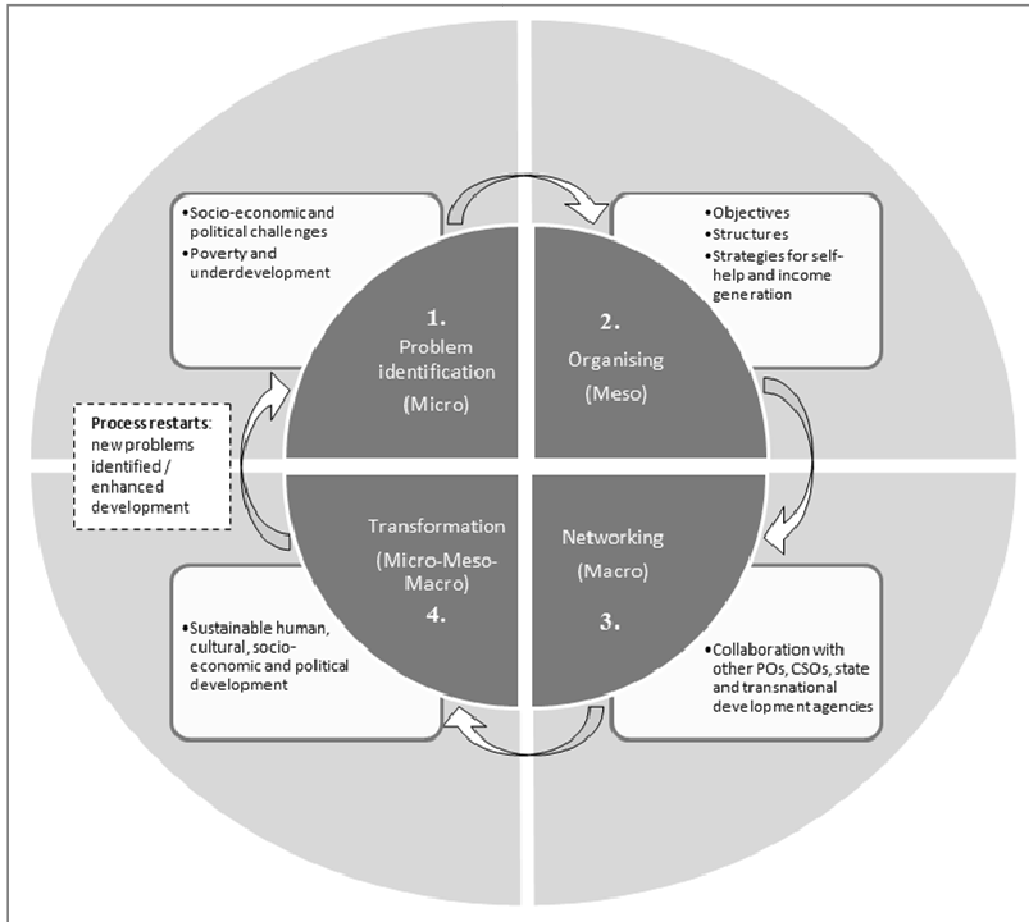 •Socio-economic and
political challenges
•Poverty and
underdevelopment
•Objectives
•Structures
•Strategies for self-
help and income
generation
1.
Problem
identification
(Micro)
2.
Organising
(Meso)
Process restarts:
new problems
identified /
enhanced
development
Transformation
(Micro-Meso-
Macro)
4.
Networking
(Macro)
3.
•Sustainable human,
cultural, socio-
economic and political
development
•Collaboration with
other POs, CSOs, state
and transnational
development agencies